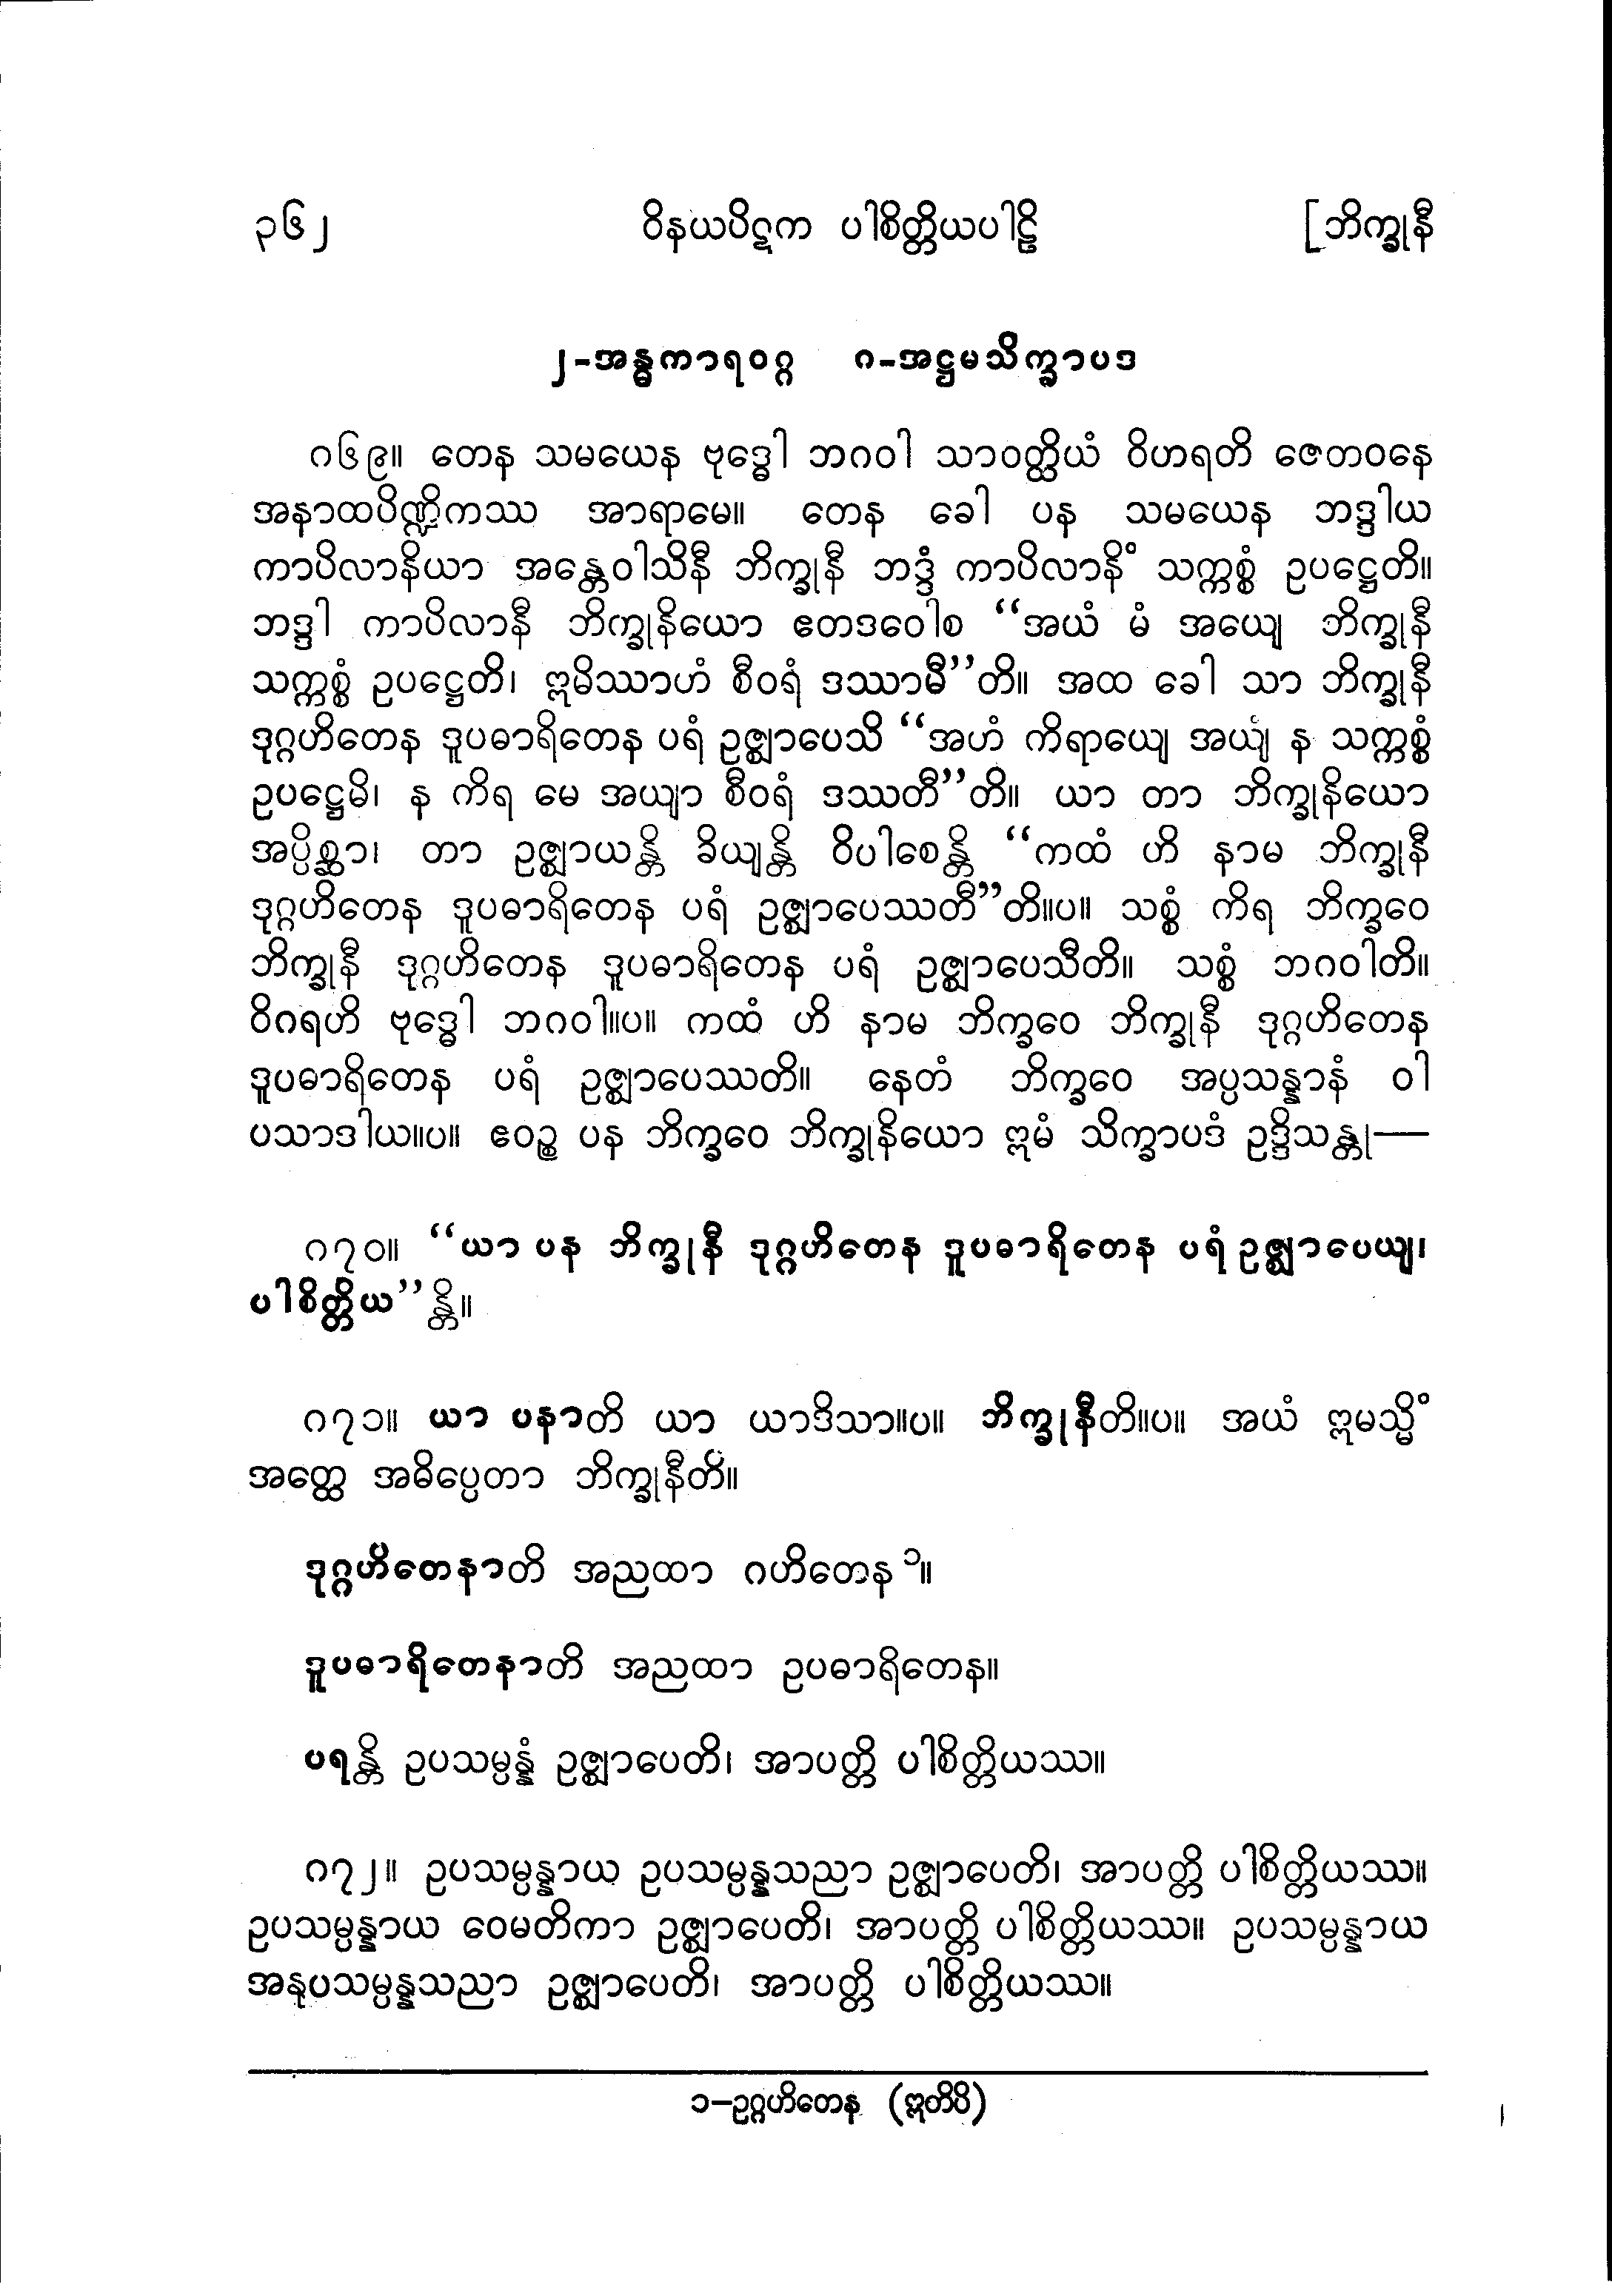 ၃၆၂ ဝိနယပိဋက ပါစိတ္တိယပါဠိ [ဘိက္ခုနီ
၂-အန္ဓကာရဝဂ္ဂ ၈-အဋ္ဌမသိက္ခာပဒ
၈၆၉။ တေန သမယေန ဗုဒ္ဓေါ ဘဂဝါ သာဝတ္ထိယံ ဝိဟရတိ ဇေတဝနေ
အနာထပိဏ္ဍိကဿ အာရာမေ။ တေန ခေါ ပန သမယေန ဘဒ္ဒါယ
ကာပိလာနိယာ အန္တေဝါသိနီ ဘိက္ခုနီ ဘဒ္ဒံ ကာပိလာနိံ သက္ကစ္စံ ဥပဋ္ဌေတိ။
ဘဒ္ဒါ ကာပိလာနီ ဘိက္ခုနိယော ဧတဒဝေါစ “အယံ မံ အယျေ ဘိက္ခုနီ
သက္ကစ္စံ ဥပဋ္ဌေတိ၊ ဣမိဿာဟံ စီဝရံ ဒဿာမီ”တိ။ အထ ခေါ သာ ဘိက္ခုနီ
ဒုဂ္ဂဟိတေန ဒူပဓာရိတေန ပရံ ဥဇ္ဈာပေသိ “အဟံ ကိရာယျေ အယျံ န သက္ကစ္စံ
ဥပဋ္ဌေမိ၊ န ကိရ မေ အယျာ စီဝရံ ဒဿတီ”တိ။ ယာ တာ ဘိက္ခုနိယော
အပ္ပိစ္ဆာ၊ တာ ဥဇ္ဈာယန္တိ ခိယျန္တိ ဝိပါစေန္တိ “ကထံ ဟိ နာမ ဘိက္ခုနီ
ဒုဂ္ဂဟိတေန ဒူပဓာရိတေန ပရံ ဥဇ္ဈာပေဿတီ”တိ။ပ။ သစ္စံ ကိရ ဘိက္ခဝေ
ဘိက္ခုနီ ဒုဂ္ဂဟိတေန ဒူပဓာရိတေန ပရံ ဥဇ္ဈာပေသီတိ။ သစ္စံ ဘဂဝါတိ။
ဝိဂရဟိ ဗုဒ္ဓေါ ဘဂဝါ။ပ။ ကထံ ဟိ နာမ ဘိက္ခဝေ ဘိက္ခုနီ ဒုဂ္ဂဟိတေန
ဒူပဓာရိတေန ပရံ ဥဇ္ဈာပေဿတိ။ နေတံ ဘိက္ခဝေ အပ္ပသန္နာနံ ဝါ
ပသာဒါယ။ပ။ ဧဝဉ္စ ပန ဘိက္ခဝေ ဘိက္ခုနိယော ဣမံ သိက္ခာပဒံ ဥဒ္ဒိသန္တု—
၈၇၀။ “ယာ ပန ဘိက္ခုနီ ဒုဂ္ဂဟိတေန ဒူပဓာရိတေန ပရံ ဥဇ္ဈာပေယျ၊
ပါစိတ္တိယ”န္တိ။
၈၇၁။ ယာ ပနာတိ ယာ ယာဒိသာ။ပ။ ဘိက္ခုနီတိ။ပ။ အယံ ဣမသ္မိံ
အတ္ထေ အဓိပ္ပေတာ ဘိက္ခုနီတိ။
ဒုဂ္ဂဟိတေနာတိ အညထာ ဂဟိတေန ၁။
ဒူပဓာရိတေနာတိ အညထာ ဥပဓာရိတေန။
ပရန္တိ ဥပသမ္ပန္နံ ဥဇ္ဈာပေတိ၊ အာပတ္တိ ပါစိတ္တိယဿ။
၈၇၂။ ဥပသမ္ပန္နာယ ဥပသမ္ပန္နသညာ ဥဇ္ဈာပေတိ၊ အာပတ္တိ ပါစိတ္တိယဿ။
ဥပသမ္ပန္နာယ ဝေမတိကာ ဥဇ္ဈာပေတိ၊ အာပတ္တိ ပါစိတ္တိယဿ။ ဥပသမ္ပန္နာယ
အနုပသမ္ပန္နသညာ ဥဇ္ဈာပေတိ၊ အာပတ္တိ ပါစိတ္တိယဿ။
၁–ဥဂ္ဂဟိတေန (ဣတိပိ)